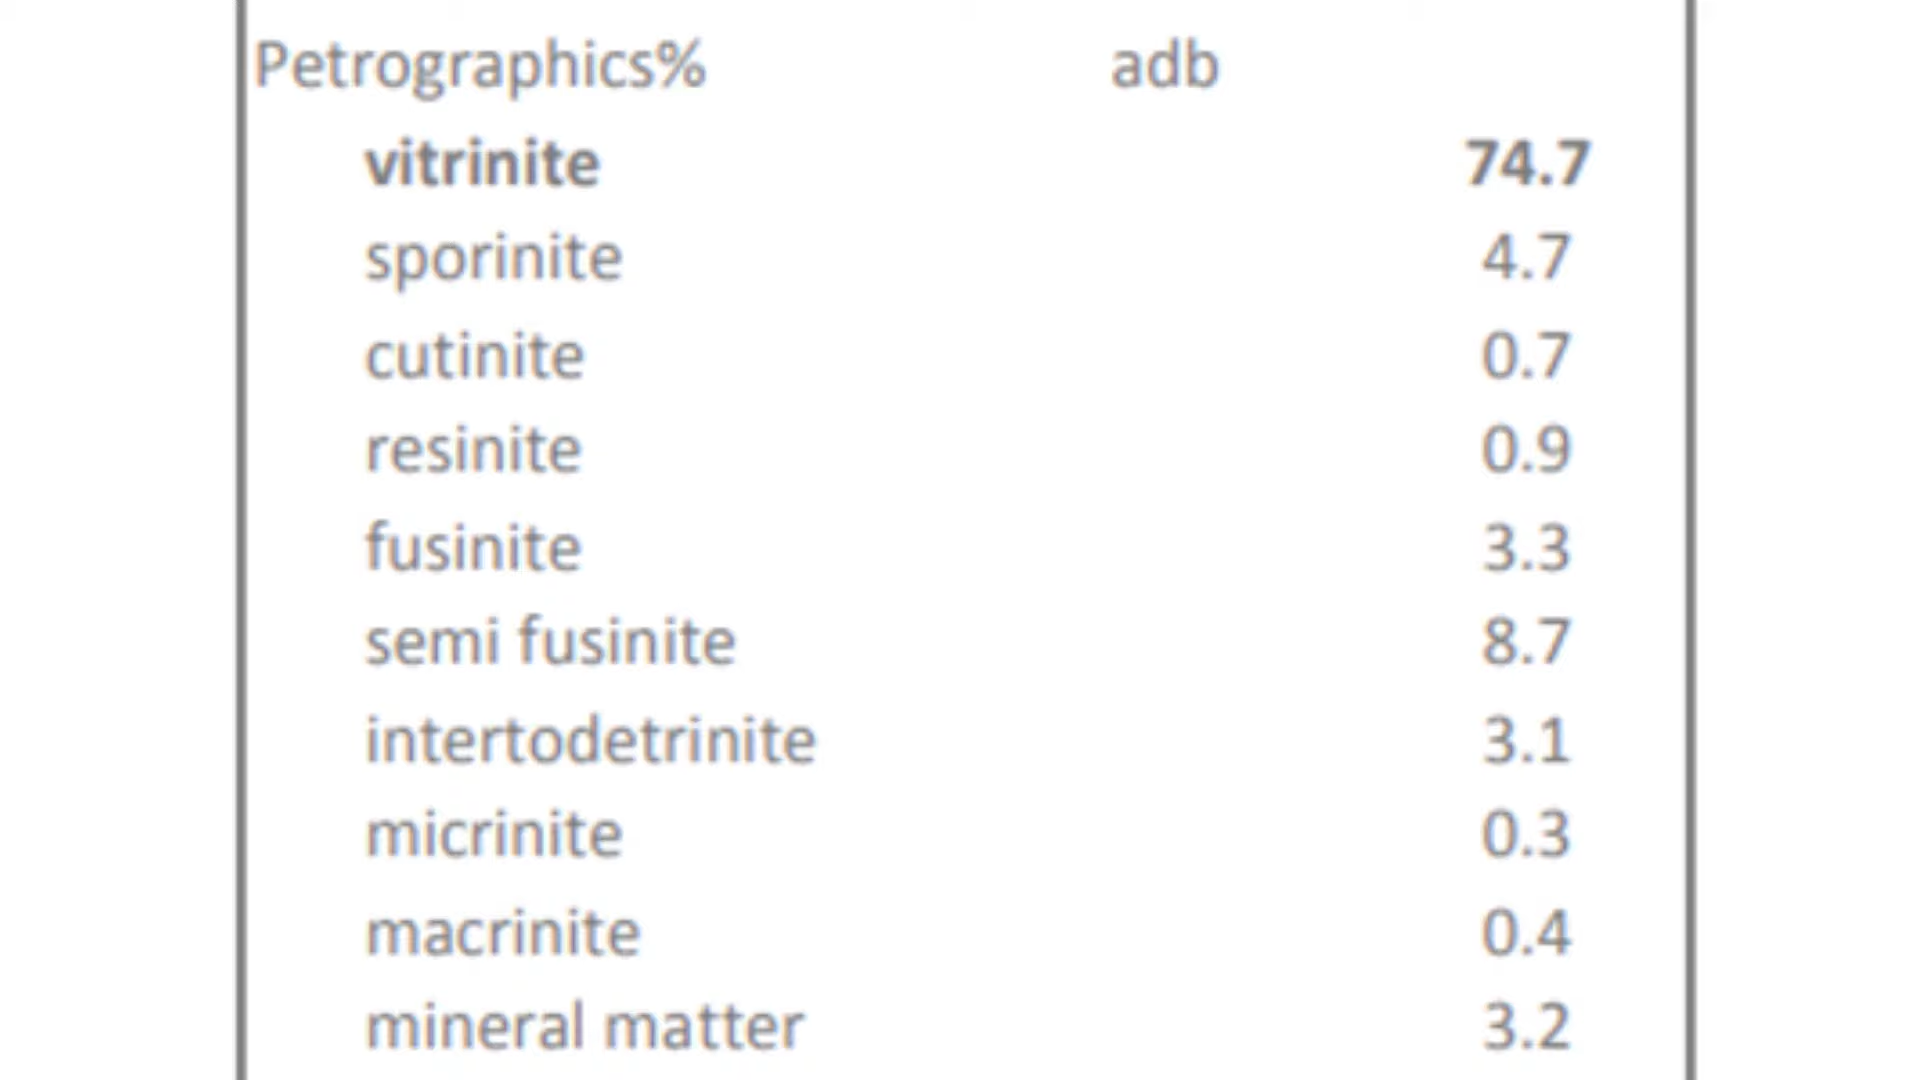 Petrographics% adb
vitrinite 74.7
sporinite 4.7
cutinite 0.7
resinite 0.9
fusinite 3.3
semi fusinite 8.7
intertodetrinite 3.1
micrinite 0.3
macrinite 0.4
mineral matter 3.2